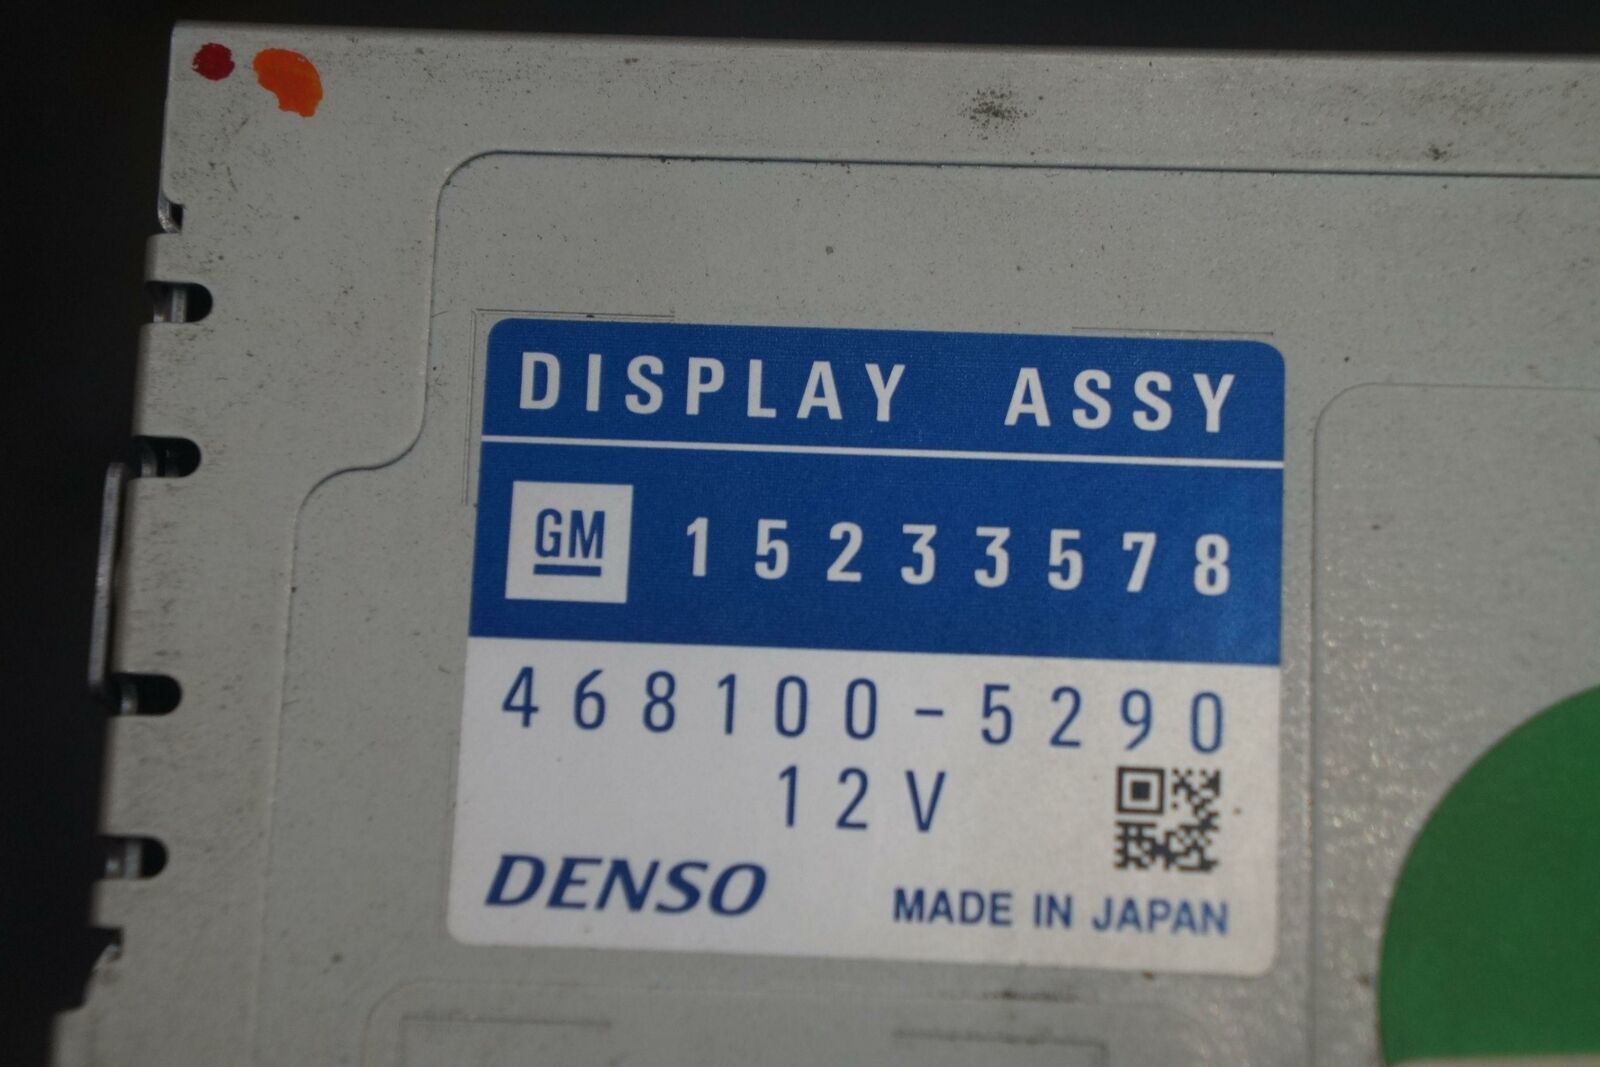 DISPLAY ASSY
GM 15233578
468100-5290
12V
DENSO
MADE IN JAPAN